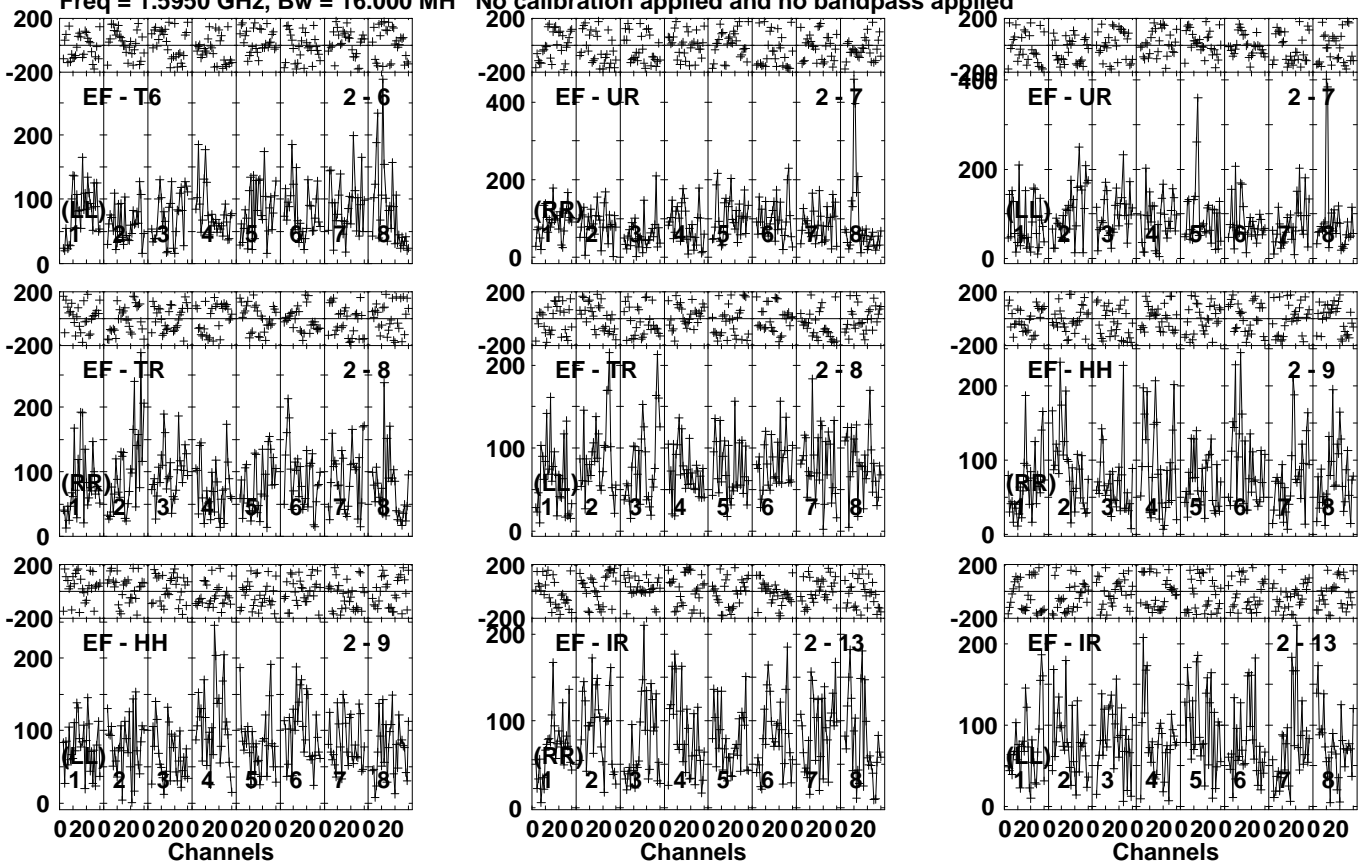 Freq = 1.5950 GHz, Bw = 16.000 MH No calibration applied and no bandpass applied
200
-200
EF - T6 2 - 6
200
100
0
(LL)
1 2 3 4 5 6 7 8
200
-200
EF - UR 2 - 7
400
200
0
(RR)
1 2 3 4 5 6 7 8
200
-200
400
EF - UR 2 - 7
200
0
(LL)
1 2 3 4 5 6 7 8
200
-200
EF - TR 2 - 8
200
100
0
(RR)
1 2 3 4 5 6 7 8
200
-200
200
EF - TR 2 - 8
100
0
(LL)
1 2 3 4 5 6 7 8
200
-200
EF - HH 2 - 9
200
100
0
(RR)
1 2 3 4 5 6 7 8
200
-200
EF - HH 2 - 9
200
100
0
(LL)
1 2 3 4 5 6 7 8
0 20 0 20 0 20 0 20 0 20 0 20 0 20 0 20
Channels
200
-200
200
EF - IR 2 - 13
100
0
(RR)
1 2 3 4 5 6 7 8
0 20 0 20 0 20 0 20 0 20 0 20 0 20 0 20
Channels
200
-200
EF - IR 2 - 13
200
100
0
(LL)
1 2 3 4 5 6 7 8
0 20 0 20 0 20 0 20 0 20 0 20 0 20 0 20
Channels